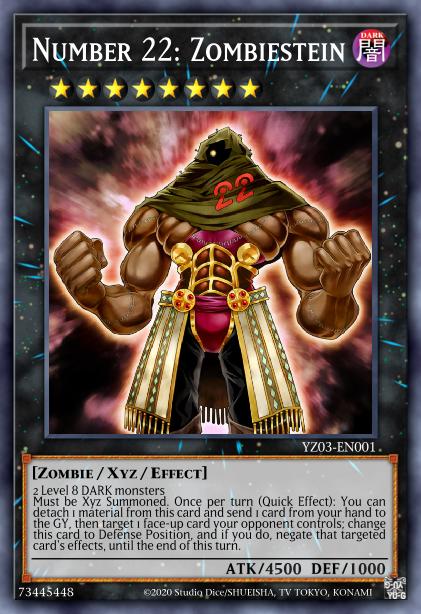 Number 22: Zombiestein
DARK
闇
22
YZ03-EN001
[Zombie / Xyz / Effect]
2 Level 8 DARK monsters
Must be Xyz Summoned. Once per turn (Quick Effect): You can
detach 1 material from this card and send 1 card from your hand to
the GY, then target 1 face-up card your opponent controls; change
this card to Defense Position, and if you do, negate that targeted
card's effects, until the end of this turn.
ATK/4500 DEF/1000
73445448 ©2020 Studio Dice/SHUEISHA, TV TOKYO, KONAMI